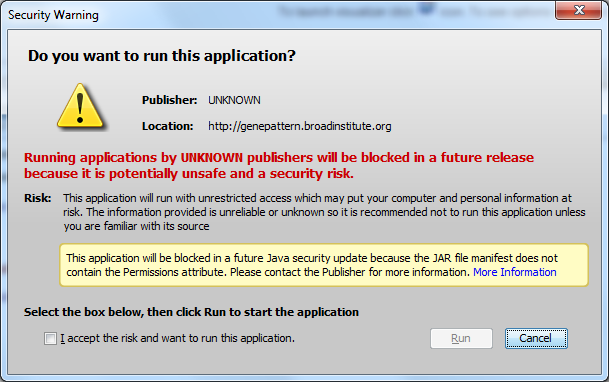 Security Warning
Do you want to run this application?
Publisher: UNKNOWN
Location: http://genepattern.broadinstitute.org
Running applications by UNKNOWN publishers will be blocked in a future release
because it is potentially unsafe and a security risk.
Risk: This application will run with unrestricted access which may put your computer and personal information at
risk. The information provided is unreliable or unknown so it is recommended not to run this application unless
you are familiar with its source
This application will be blocked in a future Java security update because the JAR file manifest does not
contain the Permissions attribute. Please contact the Publisher for more information. More Information
Select the box below, then click Run to start the application
I accept the risk and want to run this application.
Run Cancel